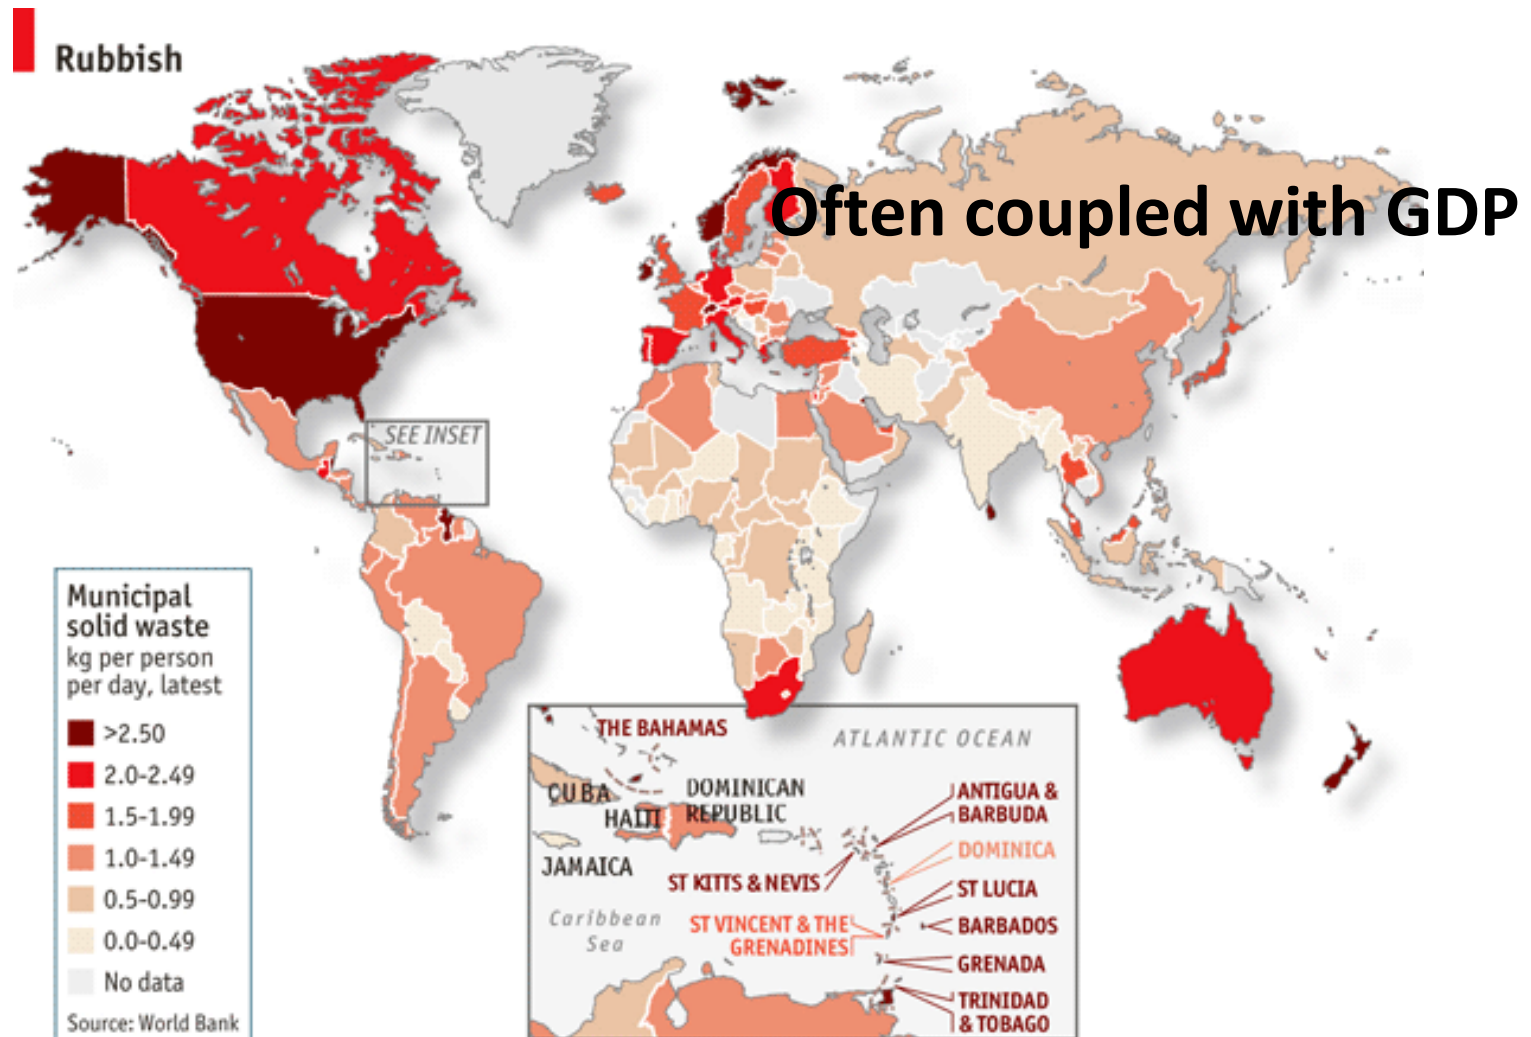 Rubbish
Often coupled with GDP
SEE INSET
Municipal
solid waste
kg per person
per day, latest
>2.50
2.0-2.49
1.5-1.99
1.0-1.49
0.5-0.99
0.0-0.49
No data
Source: World Bank
THE BAHAMAS
ATLANTIC OCEAN
CUBA
DOMINICAN
REPUBLIC
HAITI
JAMAICA
ANTIGUA &
BARBUDA
DOMINICA
ST KITTS & NEVIS
ST LUCIA
Caribbean
Sea
ST VINCENT & THE
GRENADINES
BARBADOS
GRENADA
TRINIDAD
& TOBAGO